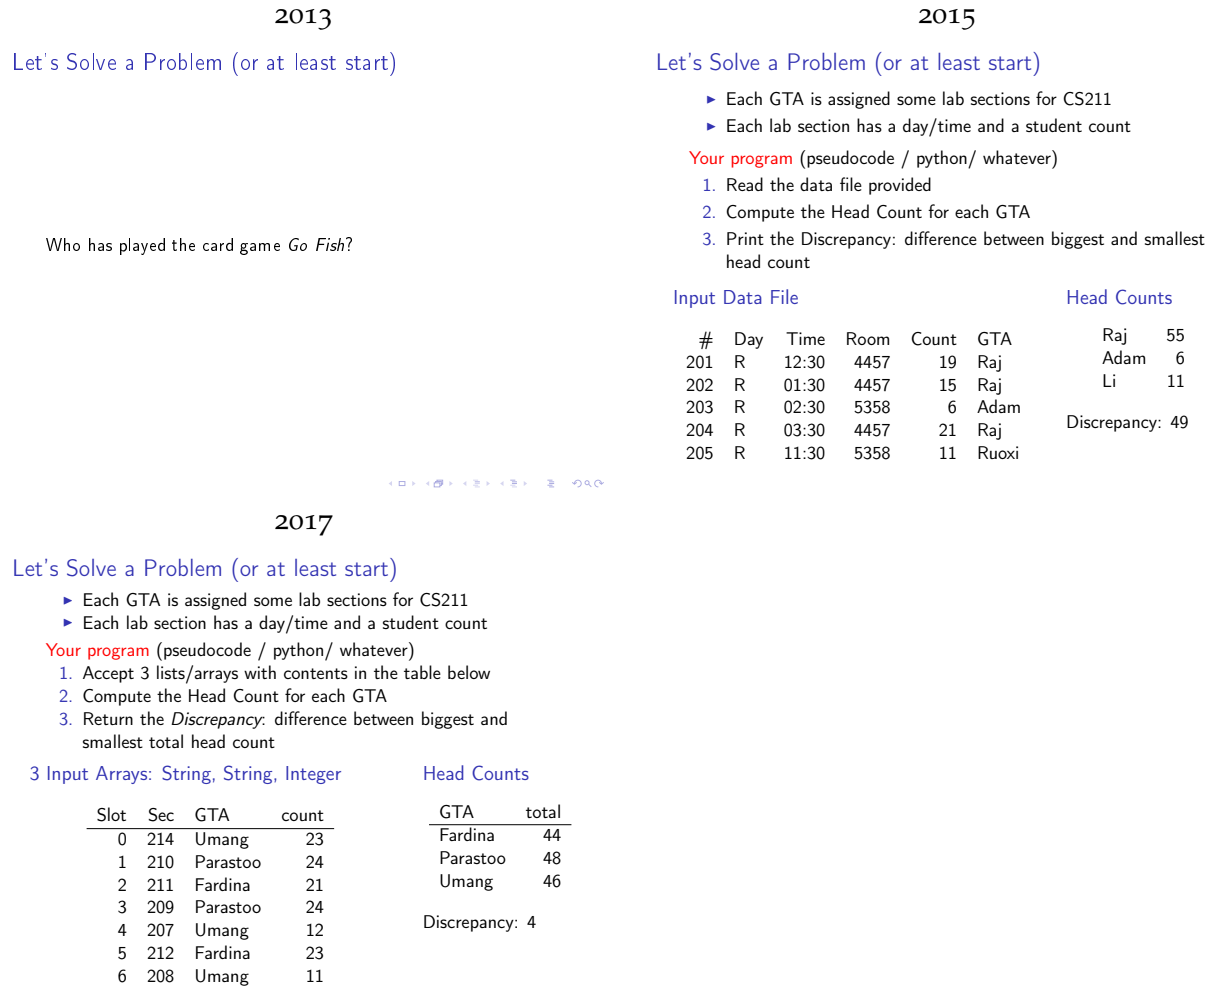 2013
Let's Solve a Problem (or at least start)
Who has played the card game Go Fish?
2015
Let's Solve a Problem (or at least start)
▶ Each GTA is assigned some lab sections for CS211
▶ Each lab section has a day/time and a student count
Your program (pseudocode / python/ whatever)
1. Read the data file provided
2. Compute the Head Count for each GTA
3. Print the Discrepancy: difference between biggest and smallest
head count
Input Data File
# Day Time Room Count GTA
201 R 12:30 4457 19 Raj
202 R 01:30 4457 15 Raj
203 R 02:30 5358 6 Adam
204 R 03:30 4457 21 Raj
205 R 11:30 5358 11 Ruoxi
Head Counts
Raj 55
Adam 6
Li 11
Discrepancy: 49
2017
Let's Solve a Problem (or at least start)
▶ Each GTA is assigned some lab sections for CS211
▶ Each lab section has a day/time and a student count
Your program (pseudocode / python/ whatever)
1. Accept 3 lists/arrays with contents in the table below
2. Compute the Head Count for each GTA
3. Return the Discrepancy: difference between biggest and
smallest total head count
3 Input Arrays: String, String, Integer
Slot Sec GTA count
0 214 Umang 23
1 210 Parastoo 24
2 211 Fardina 21
3 209 Parastoo 24
4 207 Umang 12
5 212 Fardina 23
6 208 Umang 11
Head Counts
GTA total
Fardina 44
Parastoo 48
Umang 46
Discrepancy: 4